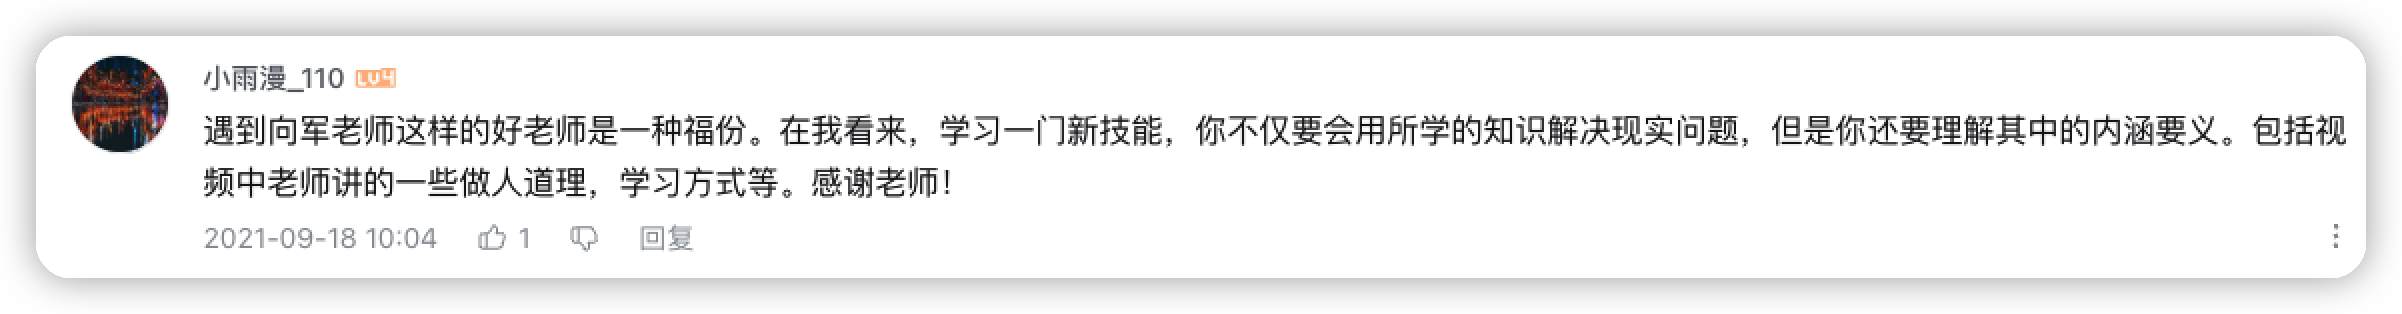 小雨漫_110 LV4
遇到向军老师这样的好老师是一种福份。在我看来，学习一门新技能，你不仅要会用所学的知识解决现实问题，但是你还要理解其中的内涵要义。包括视
频中老师讲的一些做人道理，学习方式等。感谢老师！
2021-09-18 10:04 1 回复